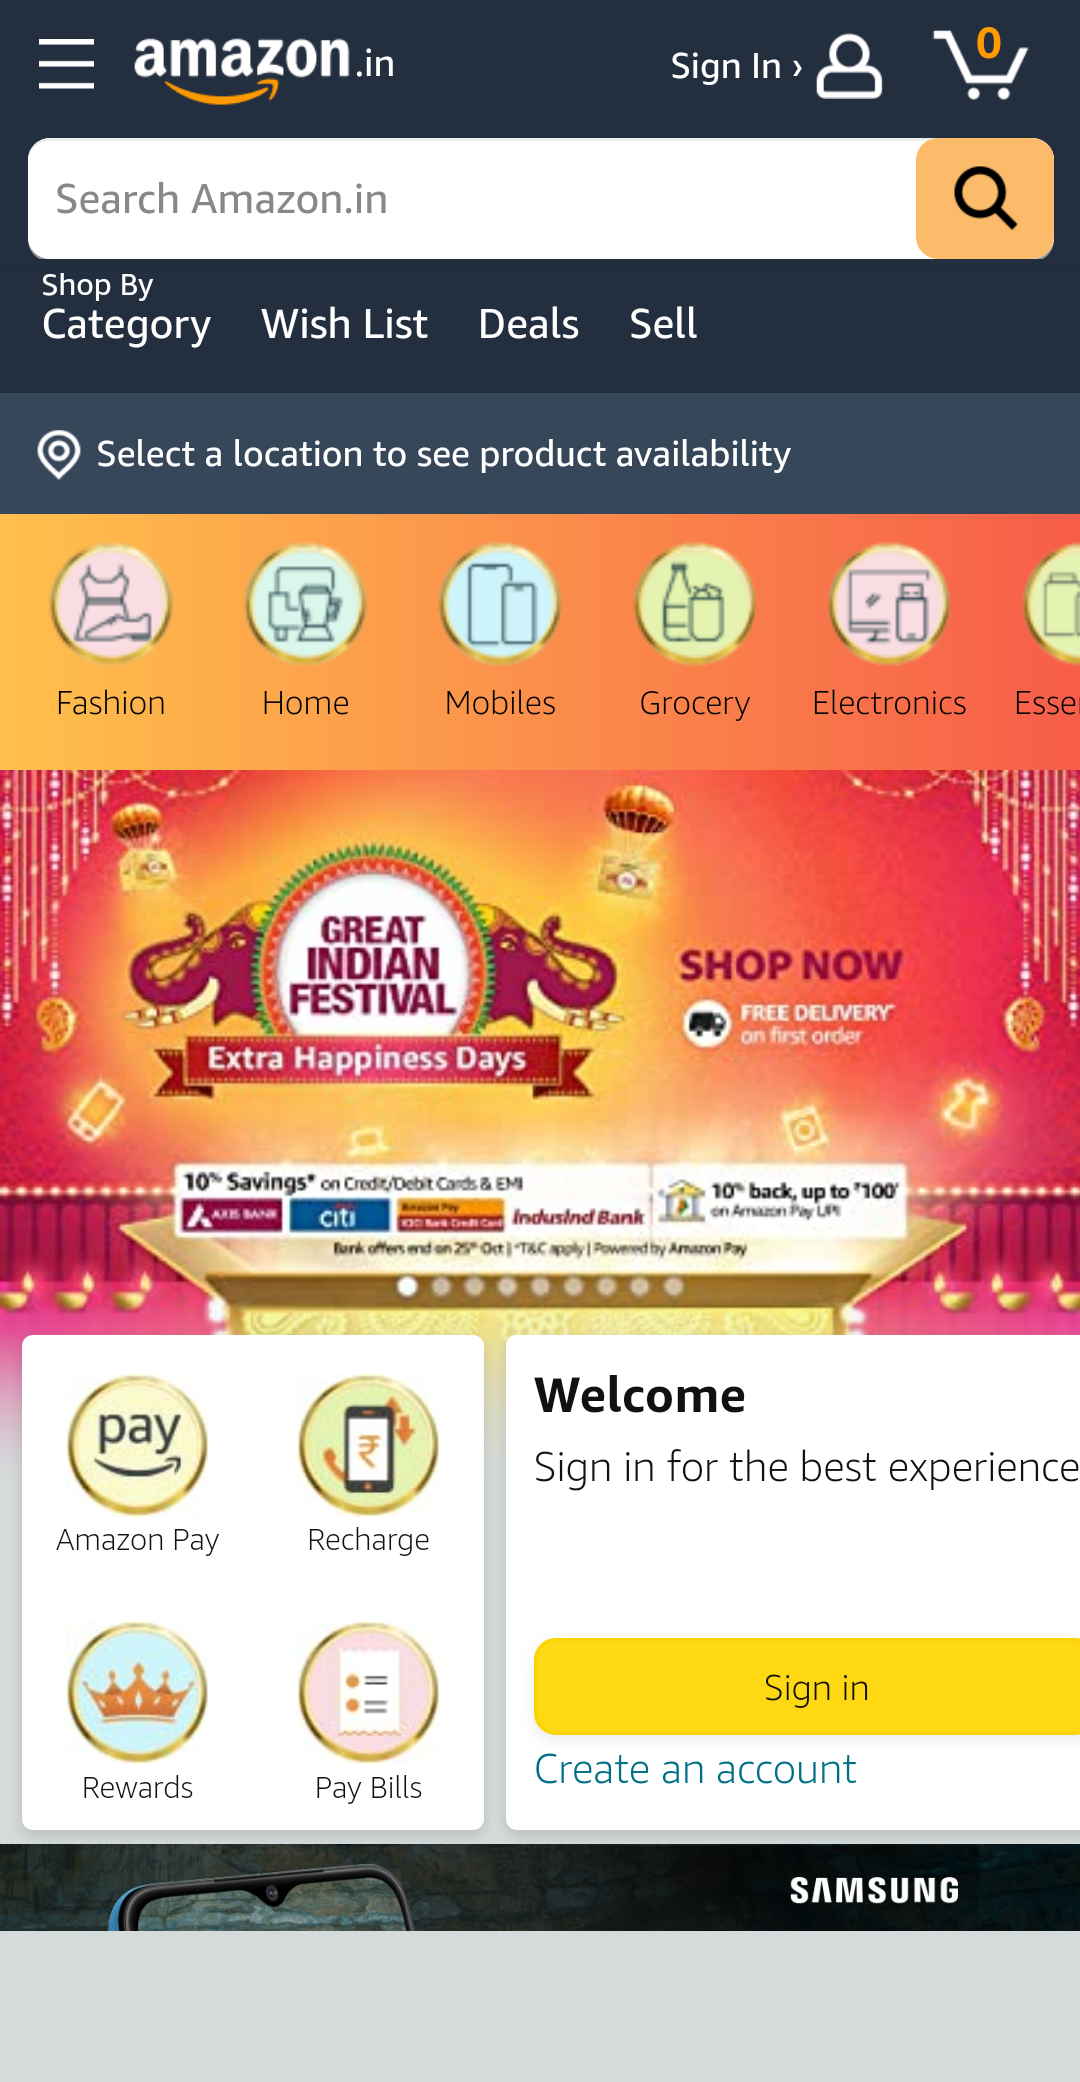 amazon.in
Sign In ›
0
Search Amazon.in
Shop By
Category Wish List Deals Sell
Select a location to see product availability
Fashion Home Mobiles Grocery Electronics Esse
GREAT
INDIAN
FESTIVAL
Extra Happiness Days
SHOP NOW
FREE DELIVERY*
on first order
10% Savings* on Credit/Debit Cards & EMI
AXIS BANK citi Amazon Pay ICICI Bank Credit Card IndusInd Bank
10% back, up to ₹100*
on Amazon Pay UPI
Bank offers end on 25th Oct | *T&C apply | Powered by Amazon Pay
pay
Amazon Pay Recharge
Rewards Pay Bills
Welcome
Sign in for the best experience
Sign in
Create an account
SAMSUNG